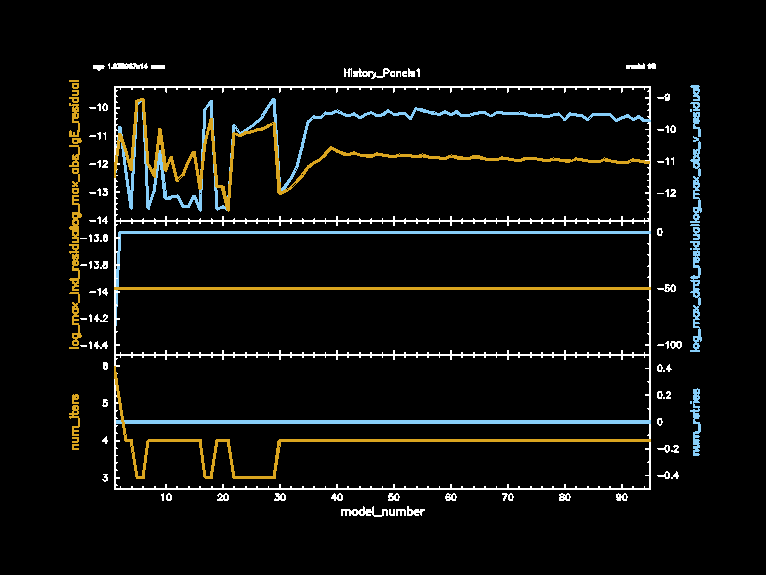 History_Panels1
log_max_abs_lgE_residual
-10
-11
-12
-13
-14
-9
-10
-11
-12
log_max_abs_v_residual
log_max_lnd_residual
-13.6
-13.8
-14
-14.2
-14.4
0
-50
-100
log_max_drdt_residual
num_iters
6
5
4
3
0.4
0.2
0
-0.2
-0.4
num_retries
10 20 30 40 50 60 70 80 90
model_number